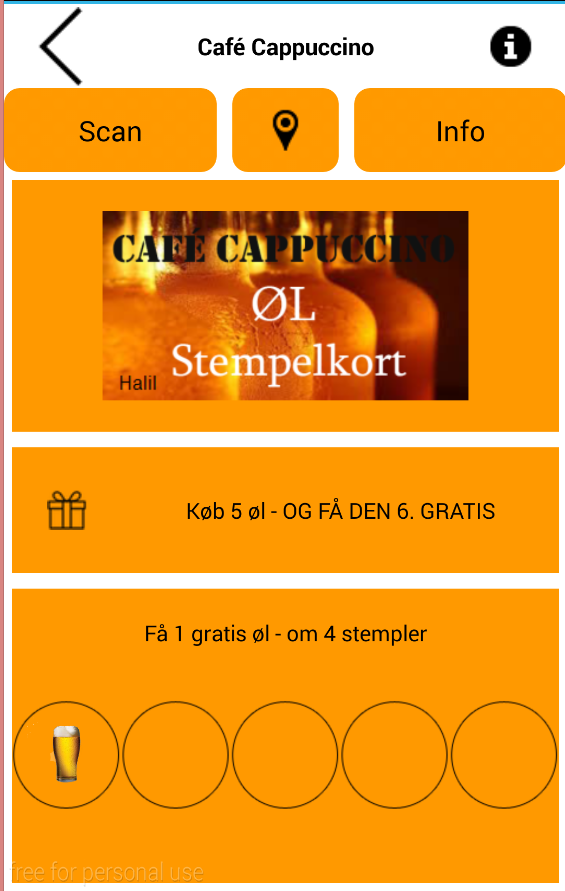 Café Cappuccino
Scan
Info
CAFÉ CAPPUCCINO
ØL
Stempelkort
Halil
Køb 5 øl - OG FÅ DEN 6. GRATIS
Få 1 gratis øl - om 4 stempler
free for personal use